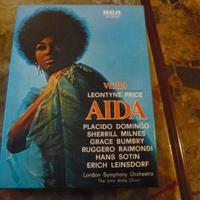 RCA
VERDI
LEONTYNE PRICE
AIDA
PLACIDO DOMINGO
SHERRILL MILNES
GRACE BUMBRY
RUGGERO RAIMONDI
HANS SOTIN
ERICH LEINSDORF
London Symphony Orchestra
The John Alldis Choir